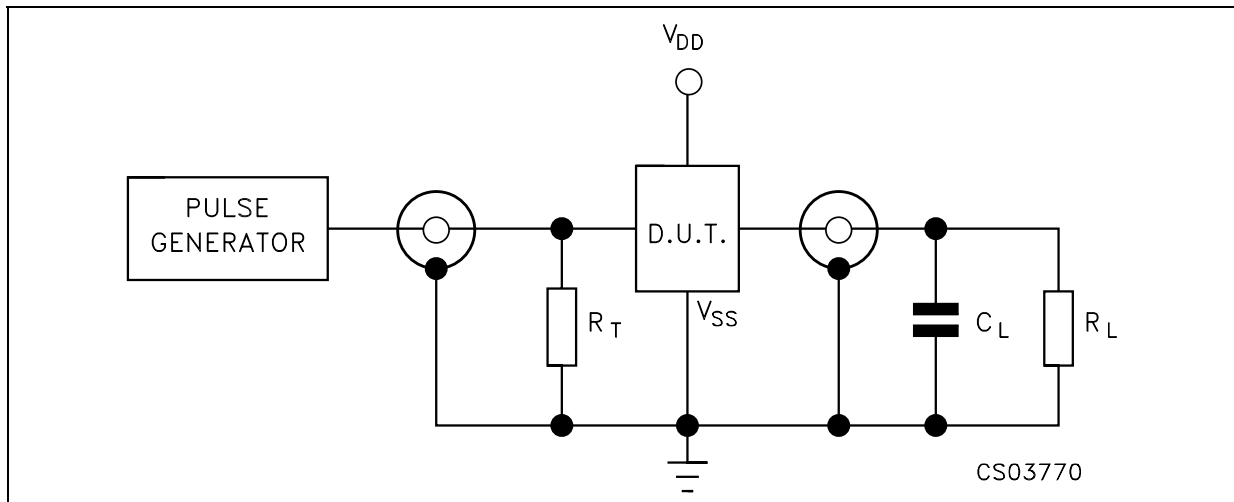 VDD
PULSE
GENERATOR
D.U.T.
VSS
RT
CL
RL
CS03770